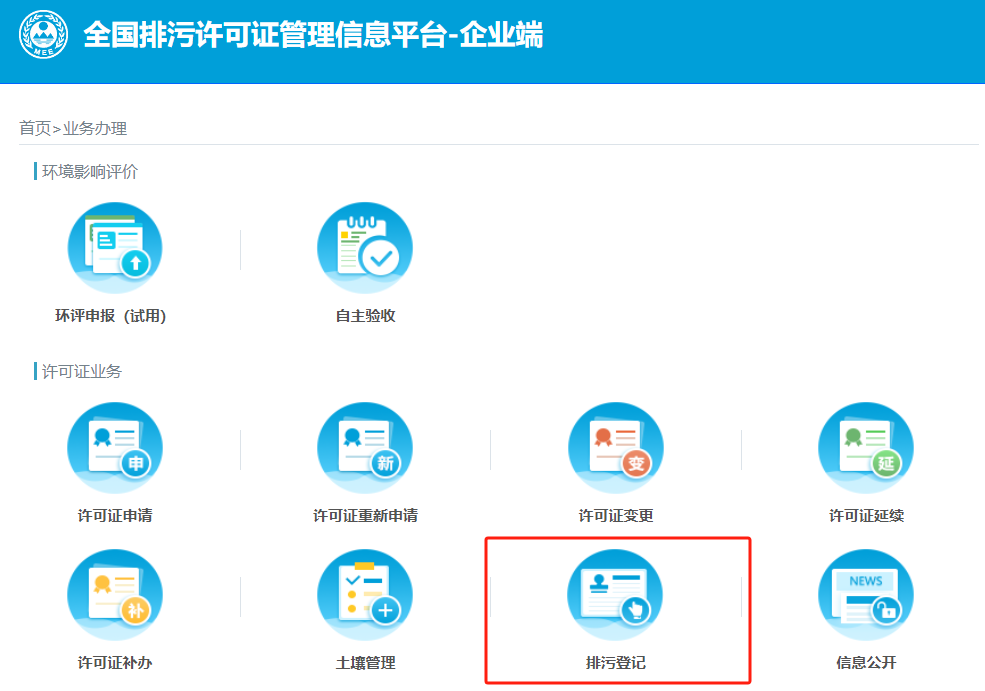 MEE
全国排污许可证管理信息平台-企业端
首页>业务办理
环境影响评价
环评申报（试用）
自主验收
许可证业务
申
新
变
延
许可证申请
许可证重新申请
许可证变更
许可证延续
补
NEWS
许可证补办
土壤管理
排污登记
信息公开